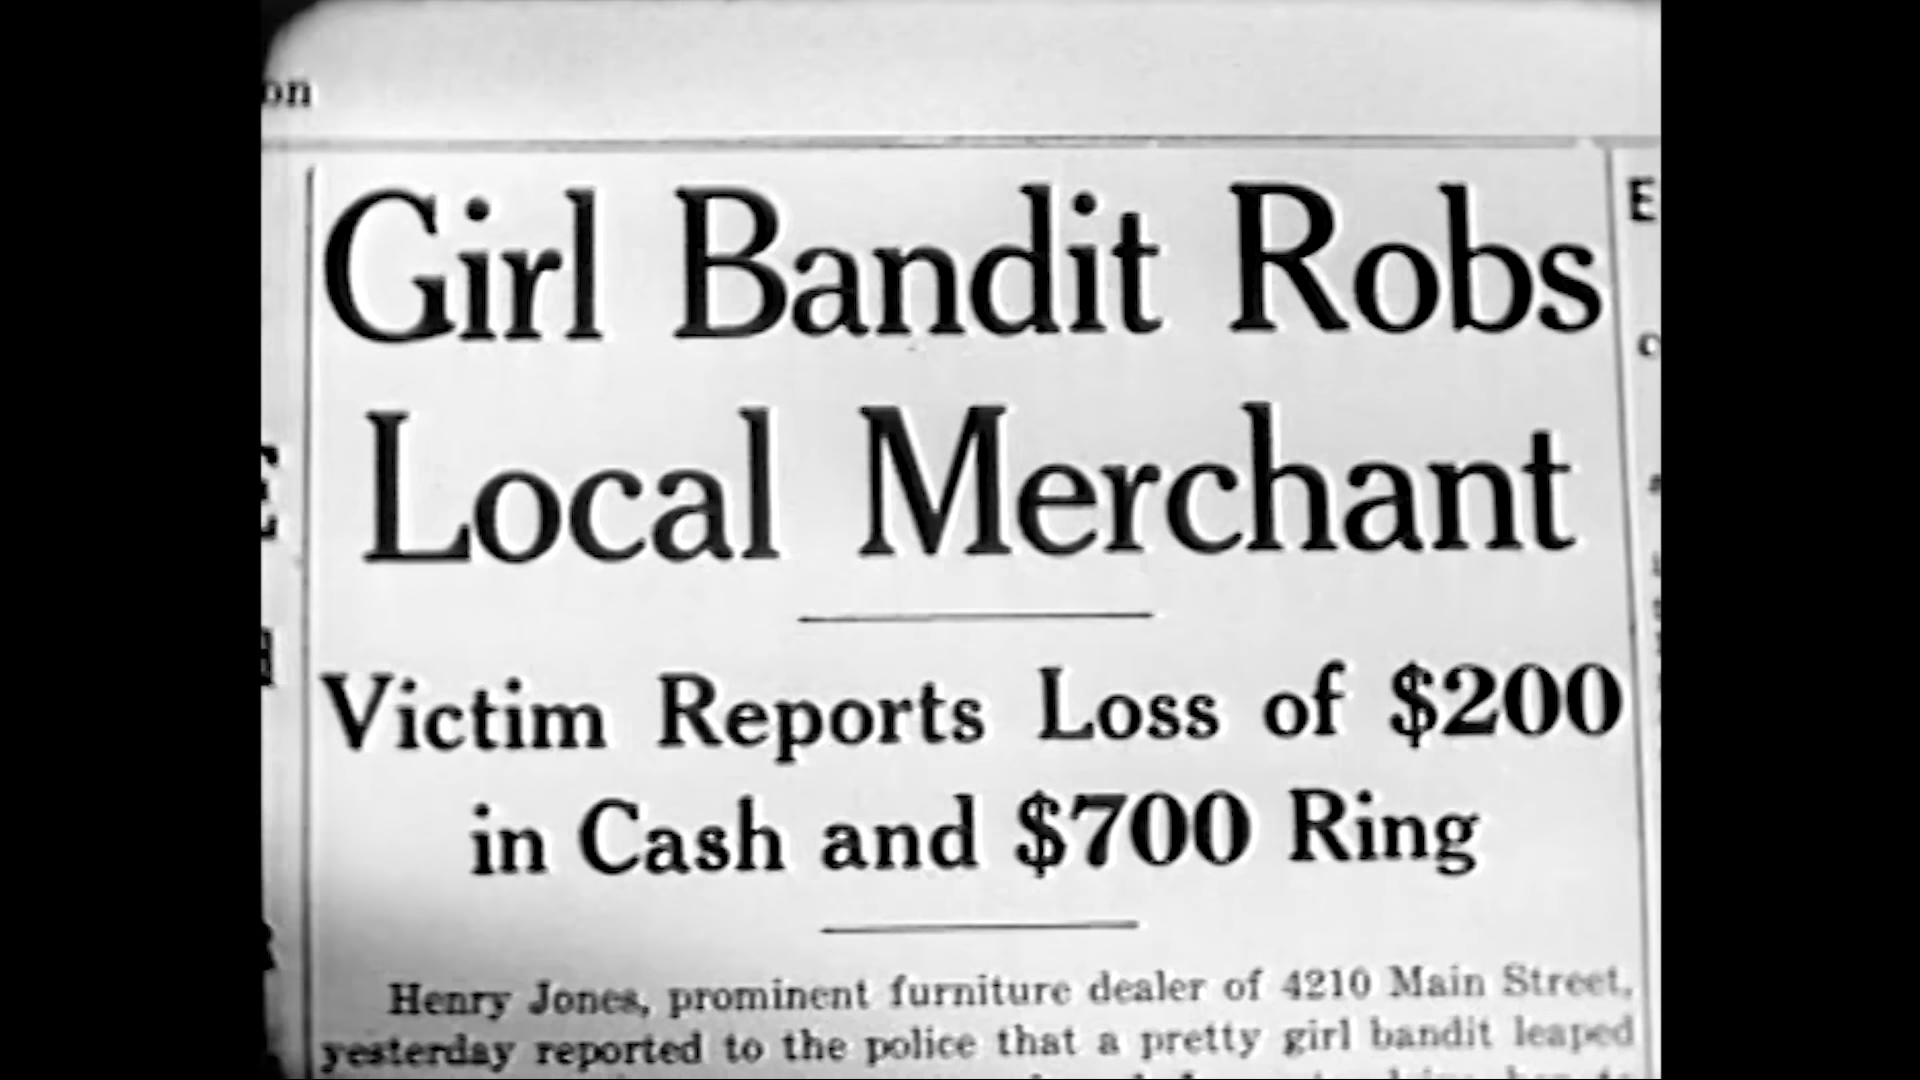 on
Girl Bandit Robs
Local Merchant
Victim Reports Loss of $200
in Cash and $700 Ring
Henry Jones, prominent furniture dealer of 4210 Main Street,
yesterday reported to the police that a pretty girl bandit leaped